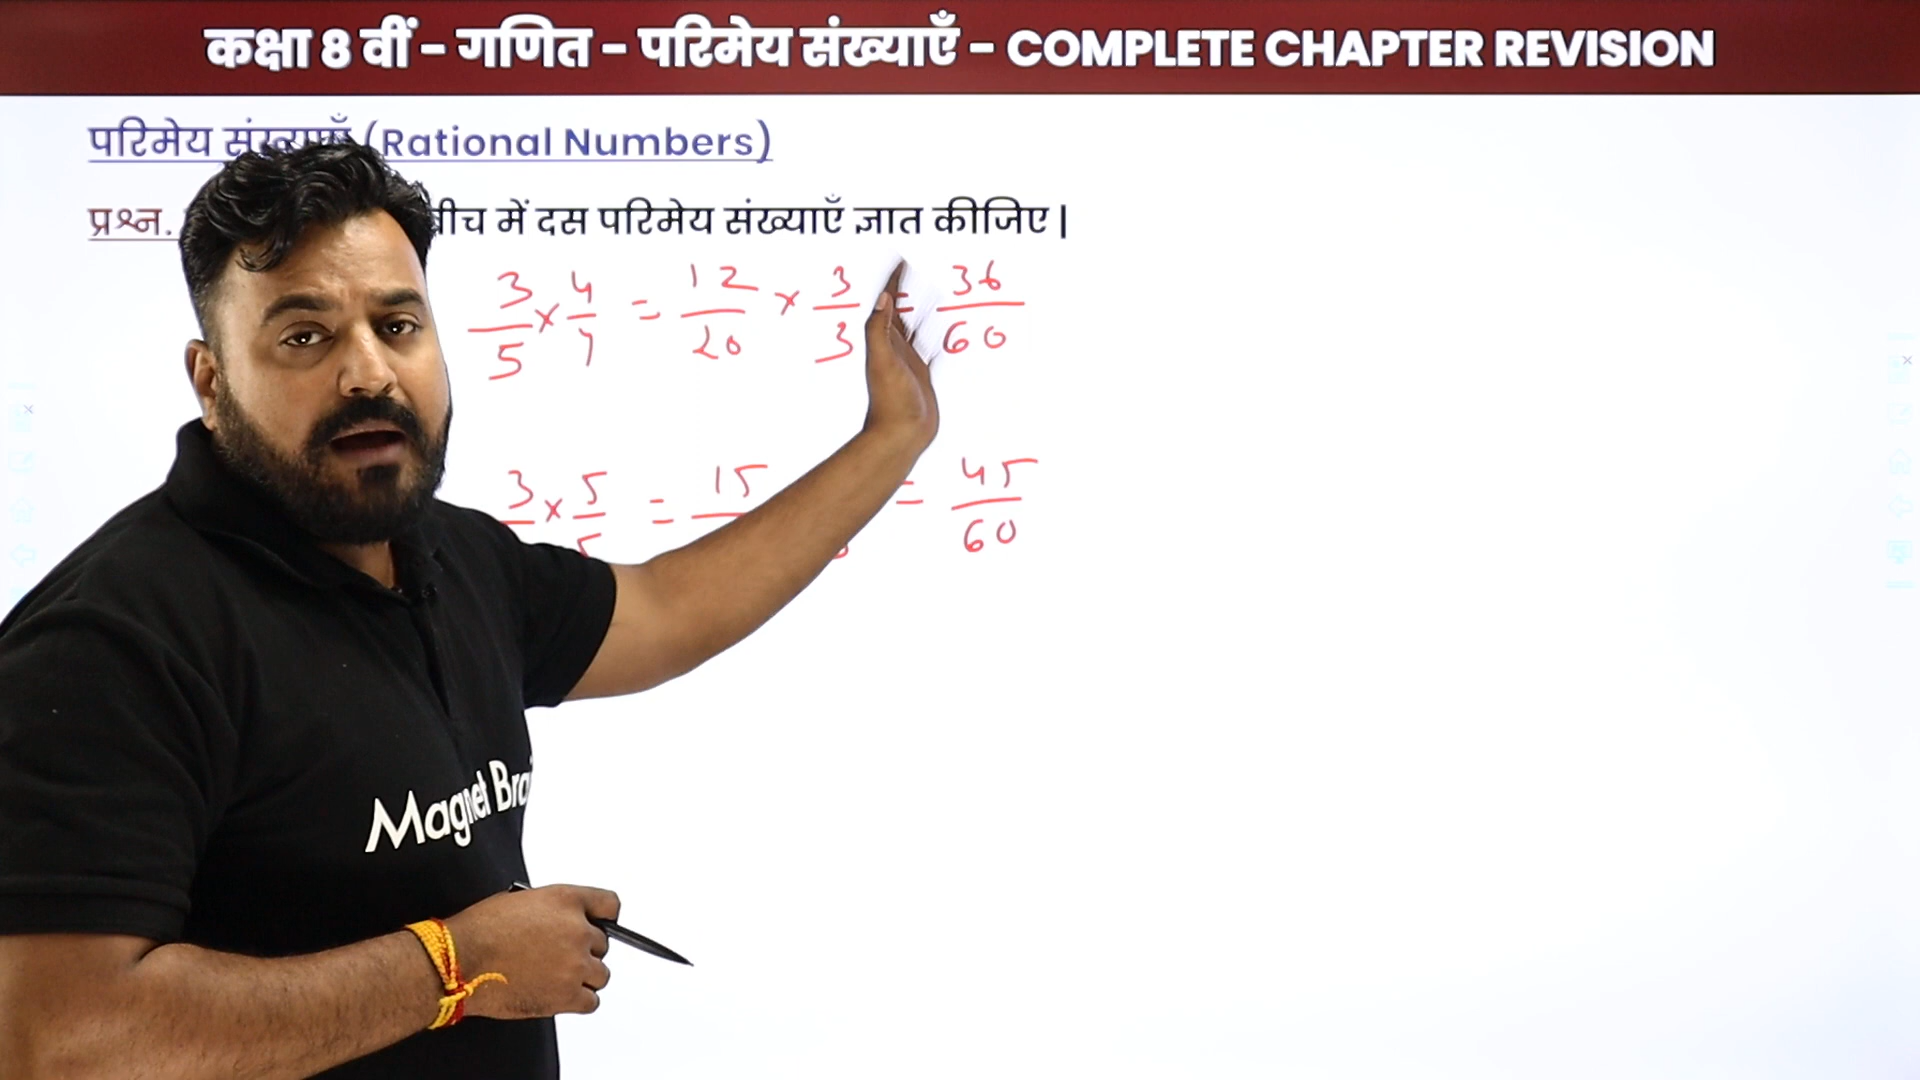 कक्षा 8 वीं - गणित - परिमेय संख्याएँ - COMPLETE CHAPTER REVISION
परिमेय संख्याएँ (Rational Numbers)
प्रश्न. बीच में दस परिमेय संख्याएँ ज्ञात कीजिए |
3/5 × 4/4 = 12/20 × 3/3 = 36/60
3 × 5/5 = 15 = 45/60
Magnet Bra